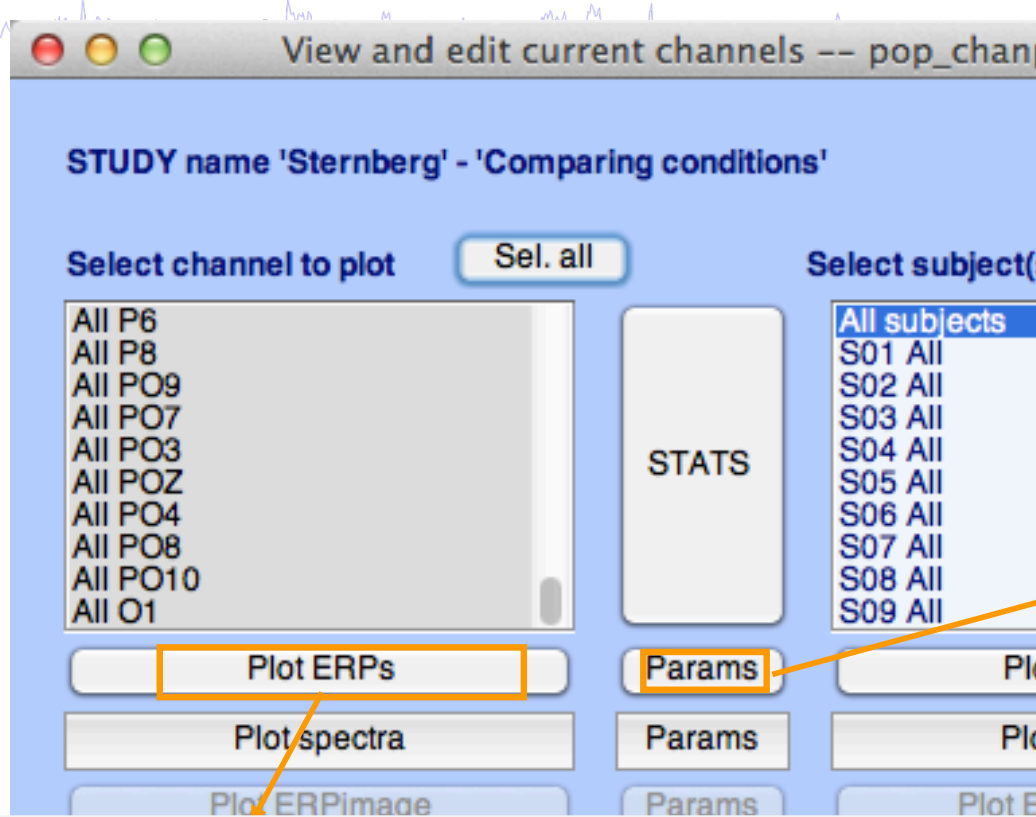 View and edit current channels -- pop_chan
STUDY name 'Sternberg' - 'Comparing conditions'
Select channel to plot
Sel. all
Select subject(
All P6
All P8
All PO9
All PO7
All PO3
All POZ
All PO4
All PO8
All PO10
All O1
STATS
All subjects
S01 All
S02 All
S03 All
S04 All
S05 All
S06 All
S07 All
S08 All
S09 All
Plot ERPs
Params
Pl
Plot spectra
Params
Pl
Plot ERPimage
Params
Plot E